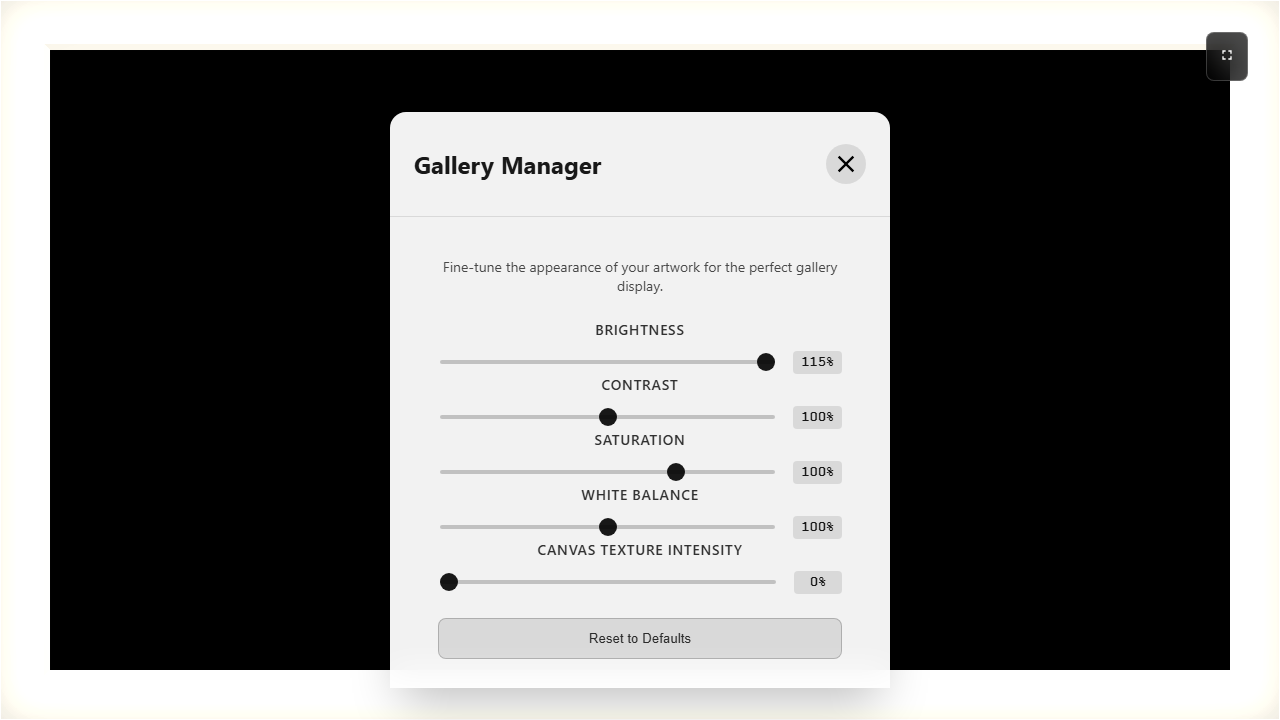 Gallery Manager
Fine-tune the appearance of your artwork for the perfect gallery
display.
BRIGHTNESS
115%
CONTRAST
100%
SATURATION
100%
WHITE BALANCE
100%
CANVAS TEXTURE INTENSITY
0%
Reset to Defaults